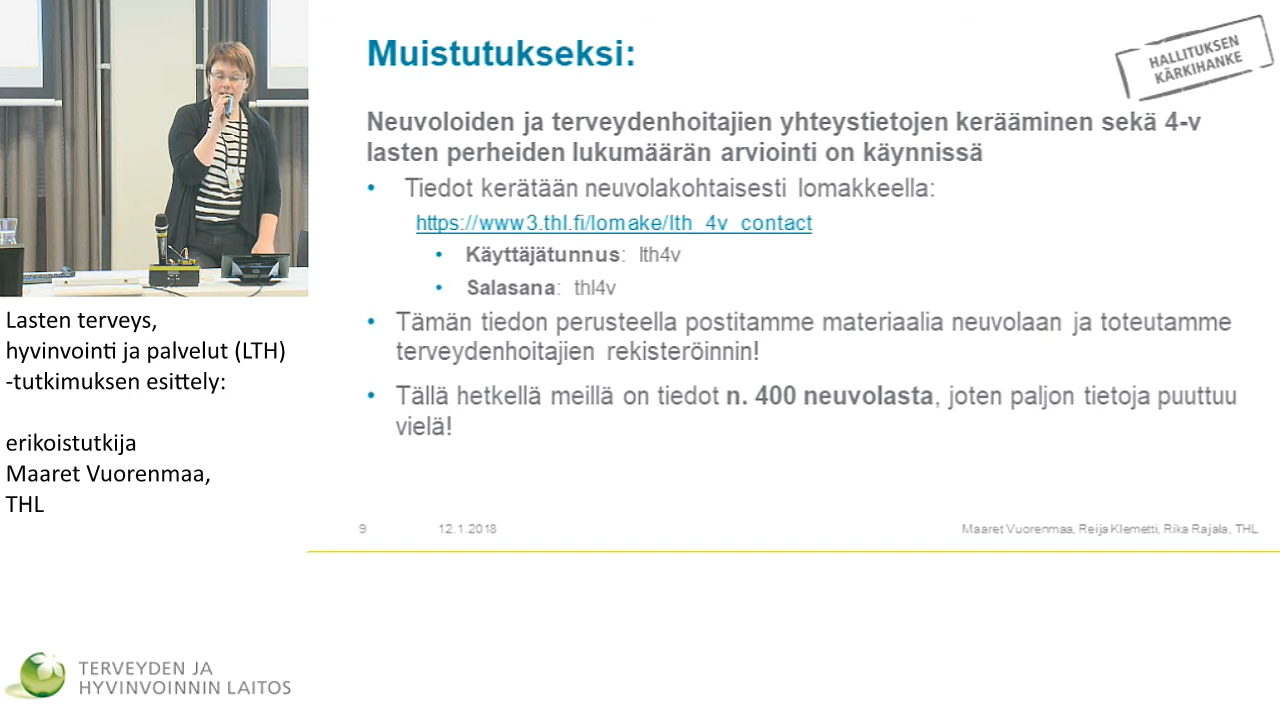 Muistutukseksi:
HALLITUKSEN
KÄRKIHANKE
Neuvoloiden ja terveydenhoitajien yhteystietojen kerääminen sekä 4-v
lasten perheiden lukumäärän arviointi on käynnissä
• Tiedot kerätään neuvolakohtaisesti lomakkeella:
https://www3.thl.fi/lomake/lth_4v_contact
• Käyttäjätunnus: lth4v
• Salasana: thl4v
• Tämän tiedon perusteella postitamme materiaalia neuvolaan ja toteutamme
terveydenhoitajien rekisteröinnin!
• Tällä hetkellä meillä on tiedot n. 400 neuvolasta, joten paljon tietoja puuttuu
vielä!
9 12.1.2018 Maaret Vuorenmaa, Reija Klemetti, Rika Rajala, THL
Lasten terveys,
hyvinvointi ja palvelut (LTH)
-tutkimuksen esittely:
erikoistutkija
Maaret Vuorenmaa,
THL
TERVEYDEN JA
HYVINVOINNIN LAITOS